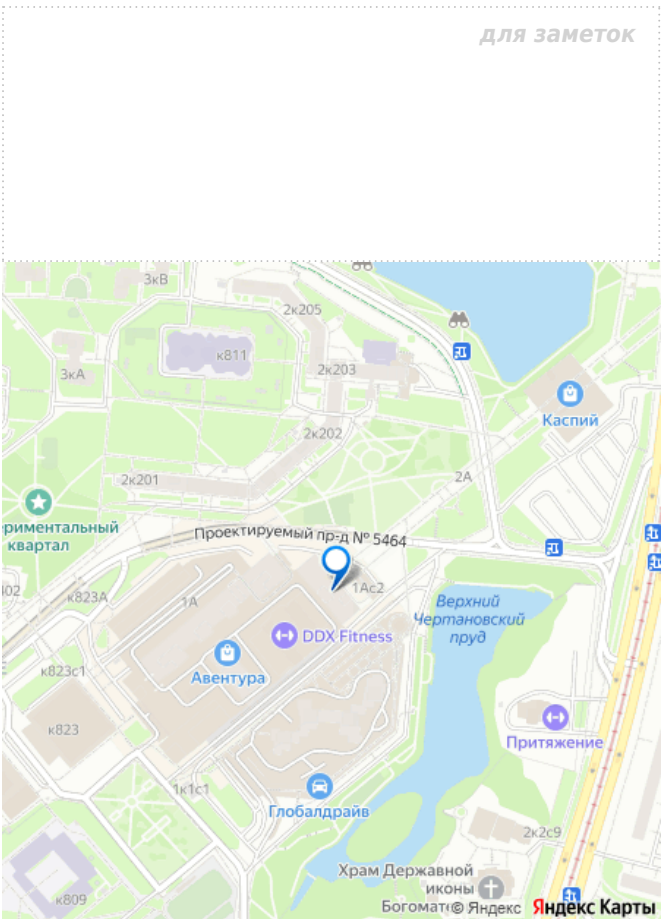 для заметок
3кВ
2к205
к811
2к203
3кА
Каспий
2к202
2А
2к201
ериментальный
квартал
Проектируемый пр-д № 5464
402
к823А
1А
1Ас2
Верхний
Чертановский
пруд
DDX Fitness
к823с1
Авентура
к823
Притяжение
1к1с1
Глобалдрайв
2к2с9
Храм Державной
иконы
Богомат
к809
© Яндекс
Яндекс Карты